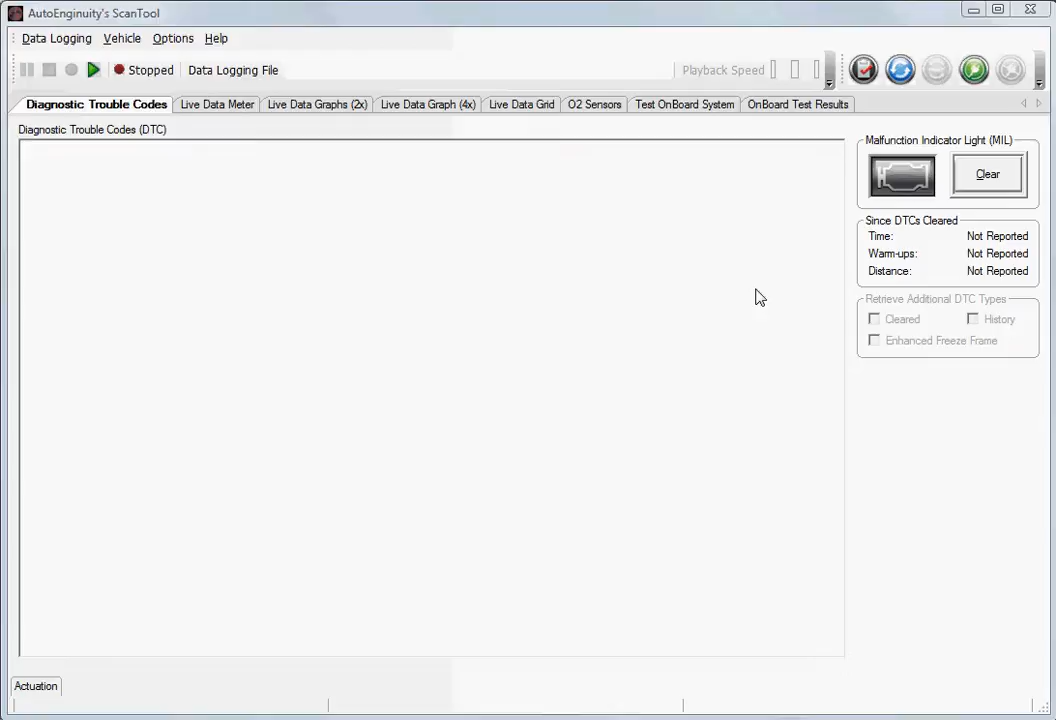 AutoEnginuity's ScanTool
Data Logging Vehicle Options Help
Stopped Data Logging File Playback Speed
Diagnostic Trouble Codes Live Data Meter Live Data Graphs (2x) Live Data Graph (4x) Live Data Grid O2 Sensors Test OnBoard System OnBoard Test Results
Diagnostic Trouble Codes (DTC)
Malfunction Indicator Light (MIL)
Clear
Since DTCs Cleared
Time: Not Reported
Warm-ups: Not Reported
Distance: Not Reported
Retrieve Additional DTC Types
Cleared History
Enhanced Freeze Frame
Actuation